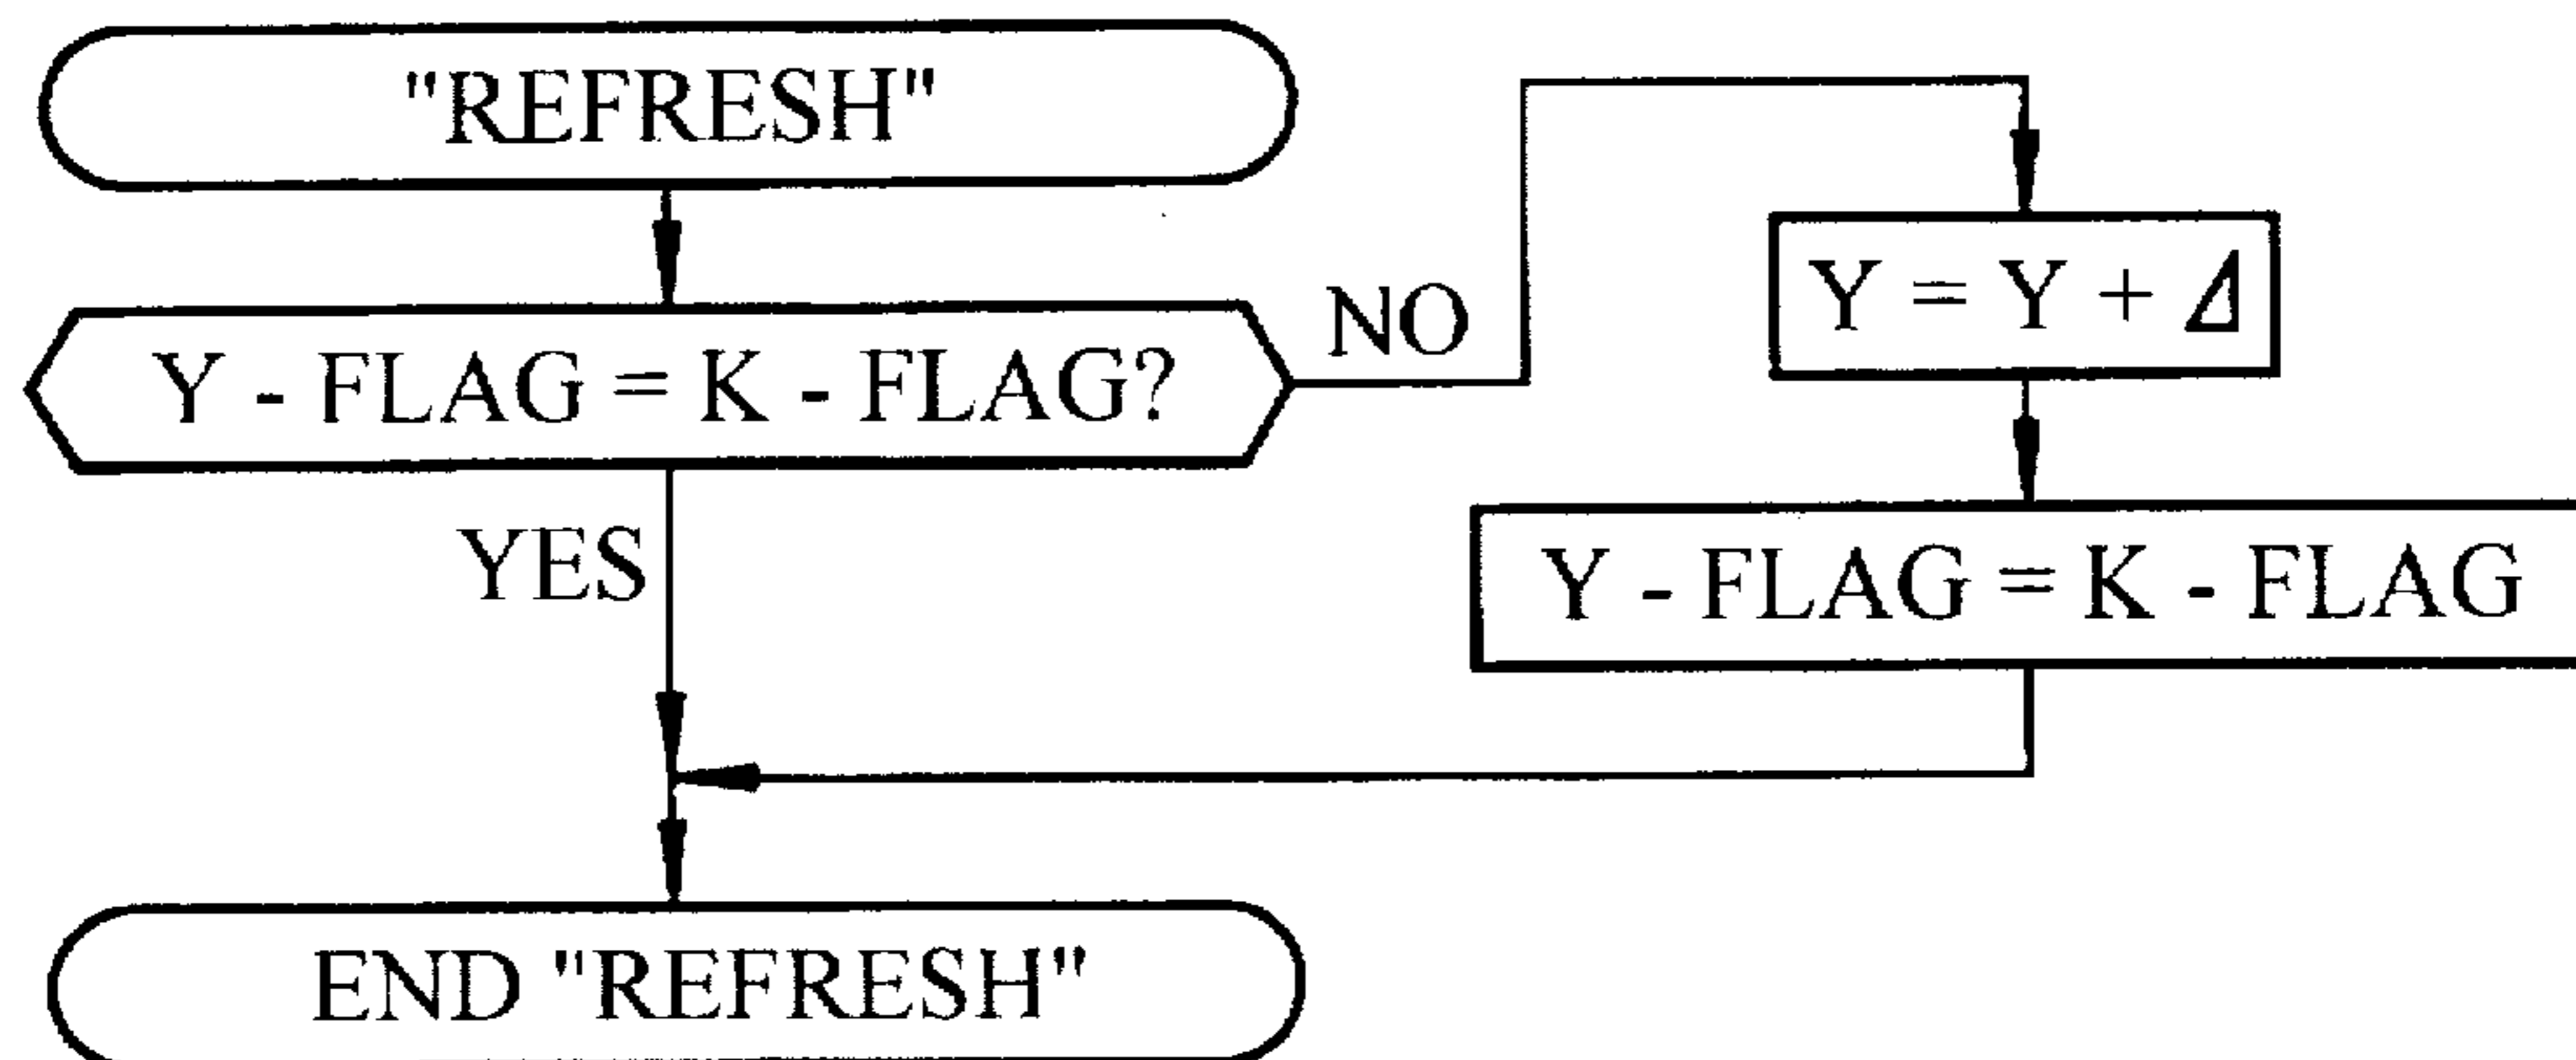 "REFRESH"
Y - FLAG = K - FLAG?
NO
Y = Y + Δ
YES
Y - FLAG = K - FLAG
END "REFRESH"